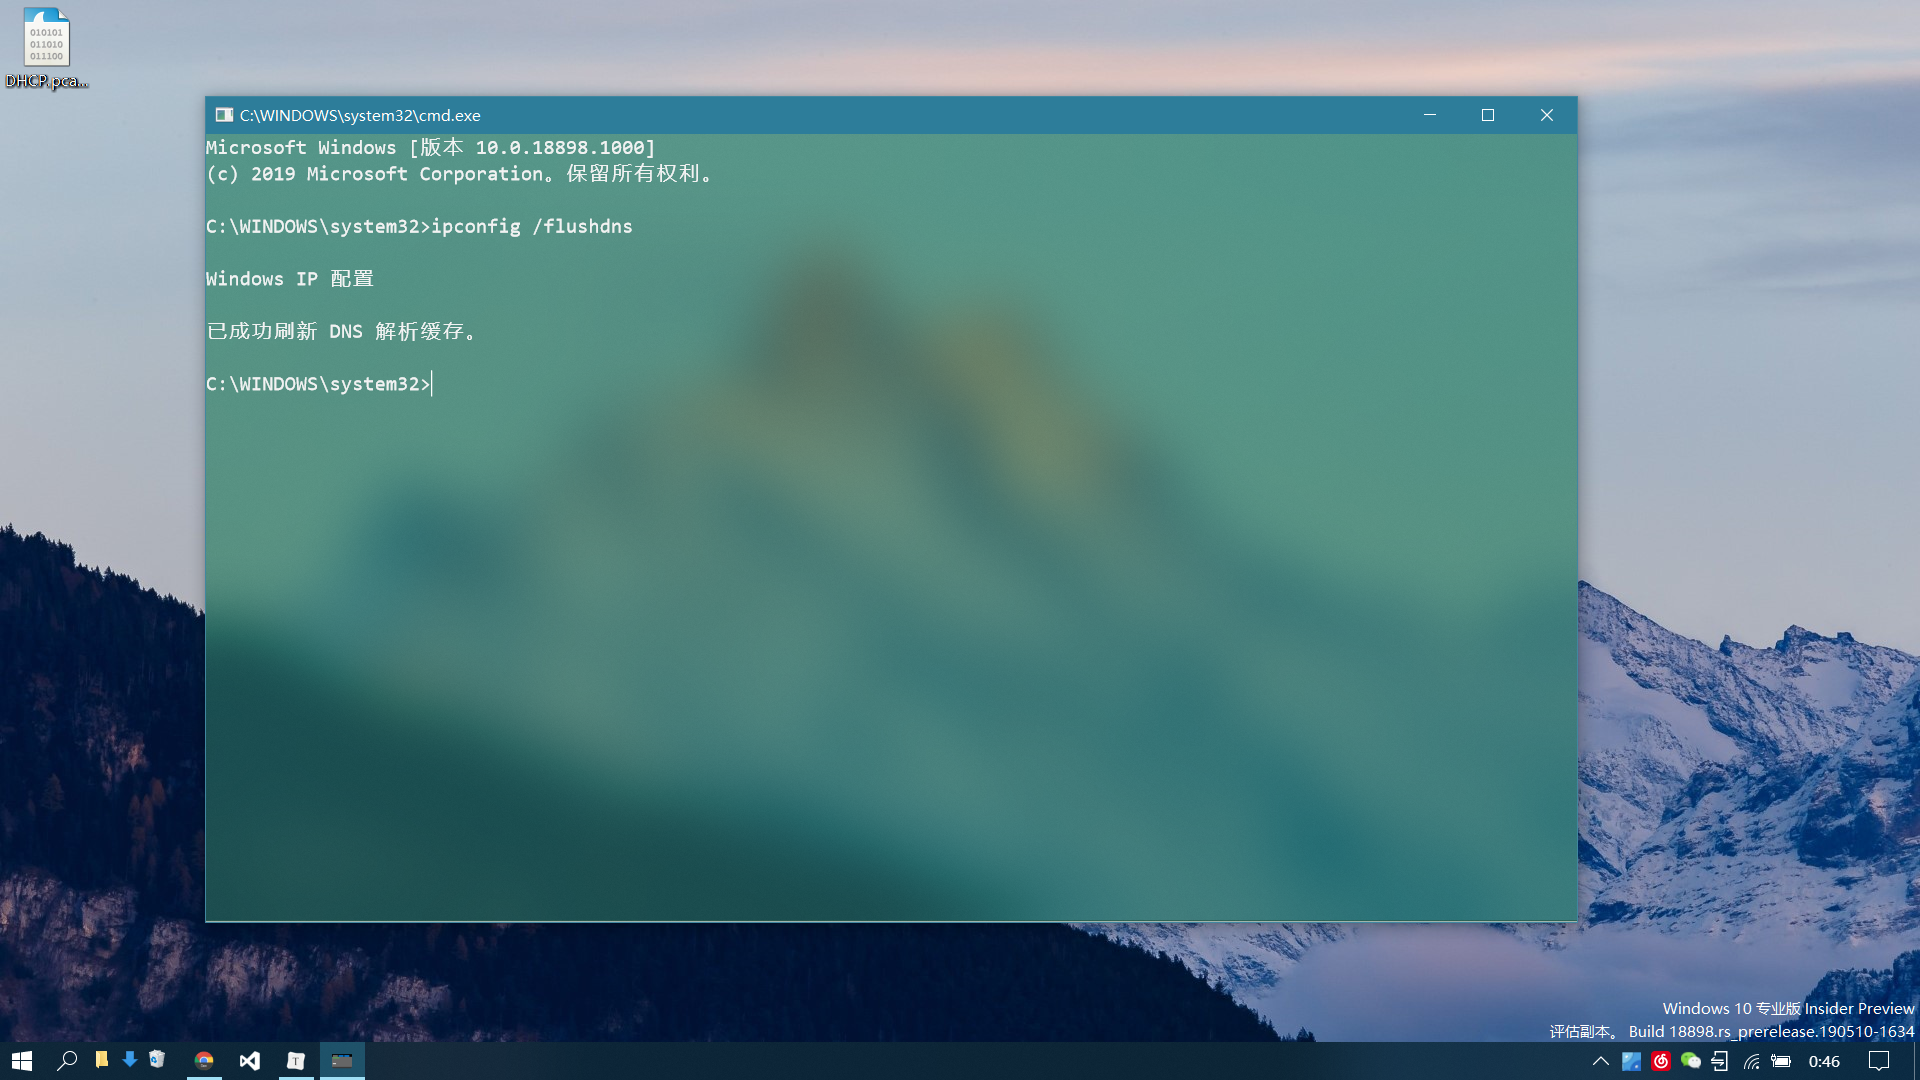 010101
011010
011100
DHCP.pca...
C:\WINDOWS\system32\cmd.exe
Microsoft Windows [版本 10.0.18898.1000]
(c) 2019 Microsoft Corporation。保留所有权利。
C:\WINDOWS\system32>ipconfig /flushdns
Windows IP 配置
已成功刷新 DNS 解析缓存。
C:\WINDOWS\system32>
Windows 10 专业版 Insider Preview
评估副本。 Build 18898.rs_prerelease.190510-1634
T
0:46